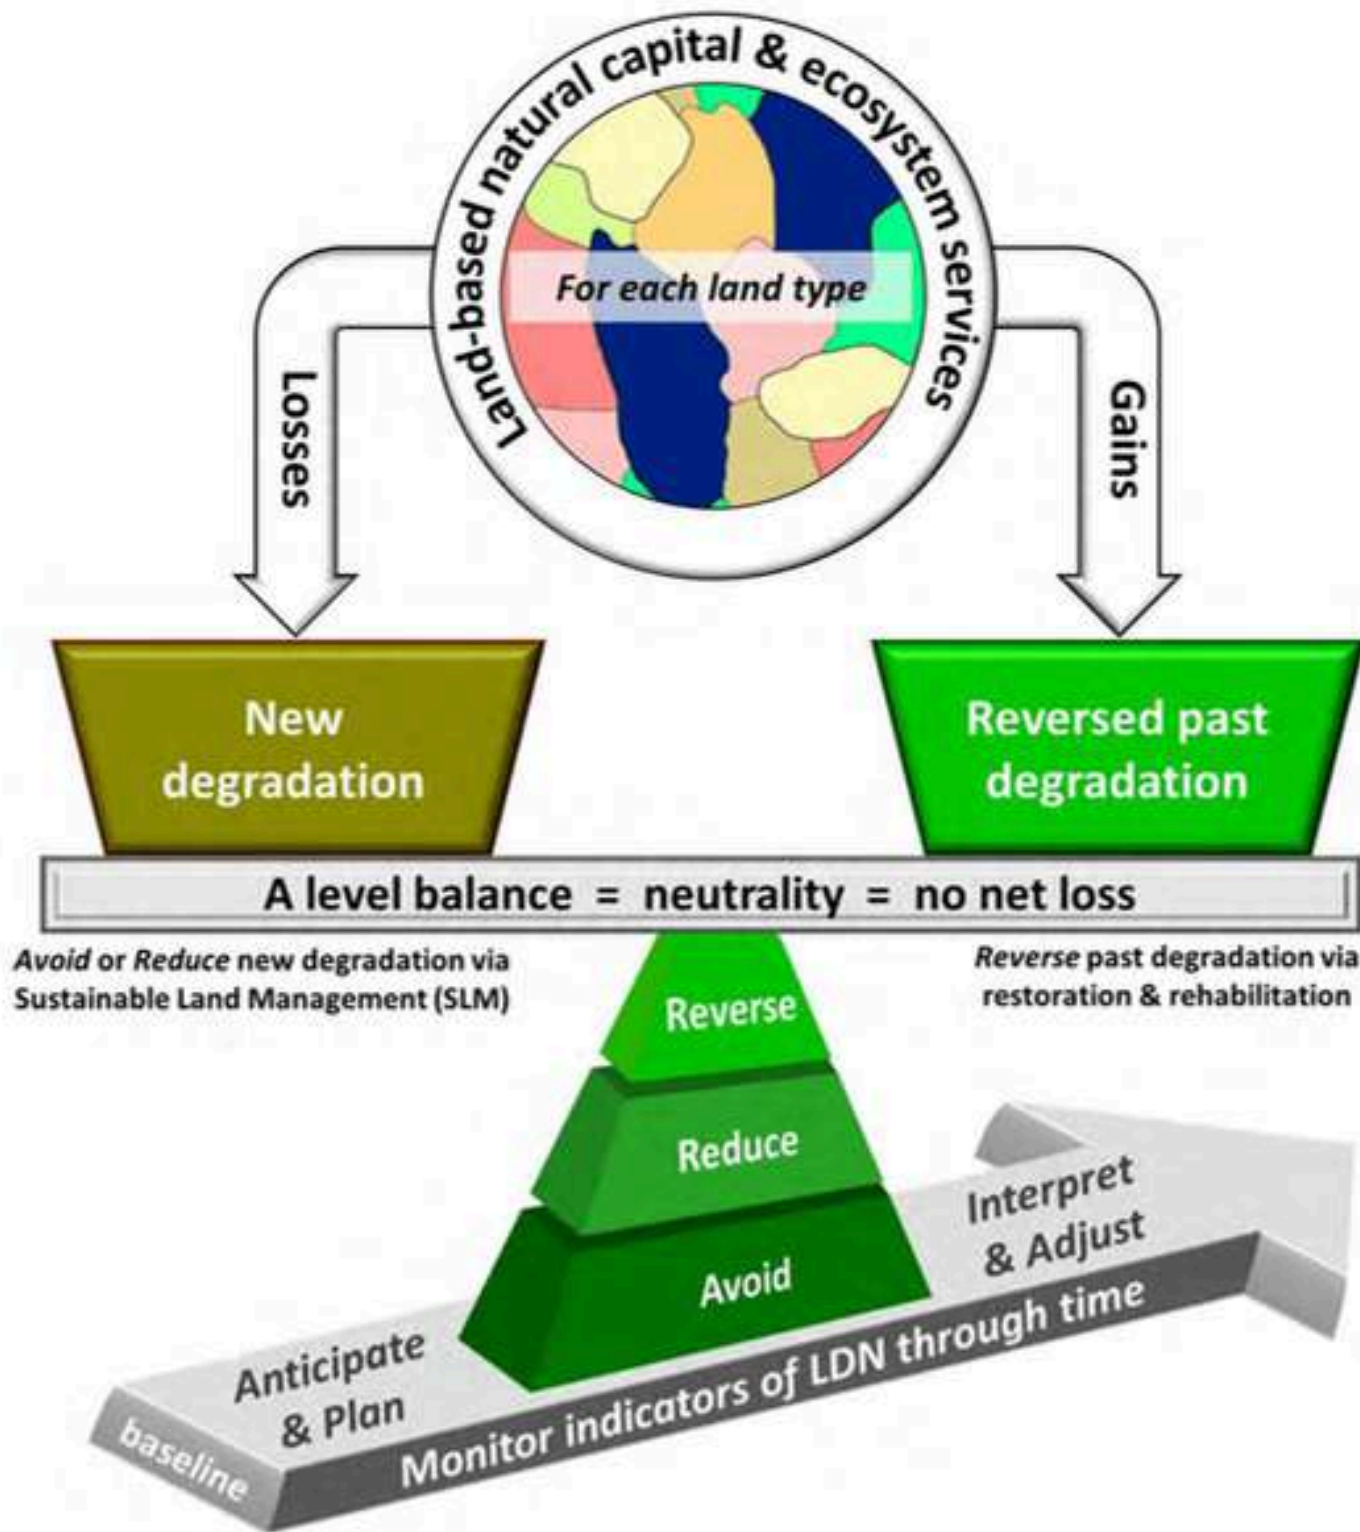 Land-based natural capital & ecosystem services
For each land type
Losses
Gains
New
degradation
Reversed past
degradation
A level balance = neutrality = no net loss
Avoid or Reduce new degradation via
Sustainable Land Management (SLM)
Reverse past degradation via
restoration & rehabilitation
Reverse
Reduce
Avoid
Interpret
& Adjust
Anticipate
& Plan
baseline
Monitor indicators of LDN through time